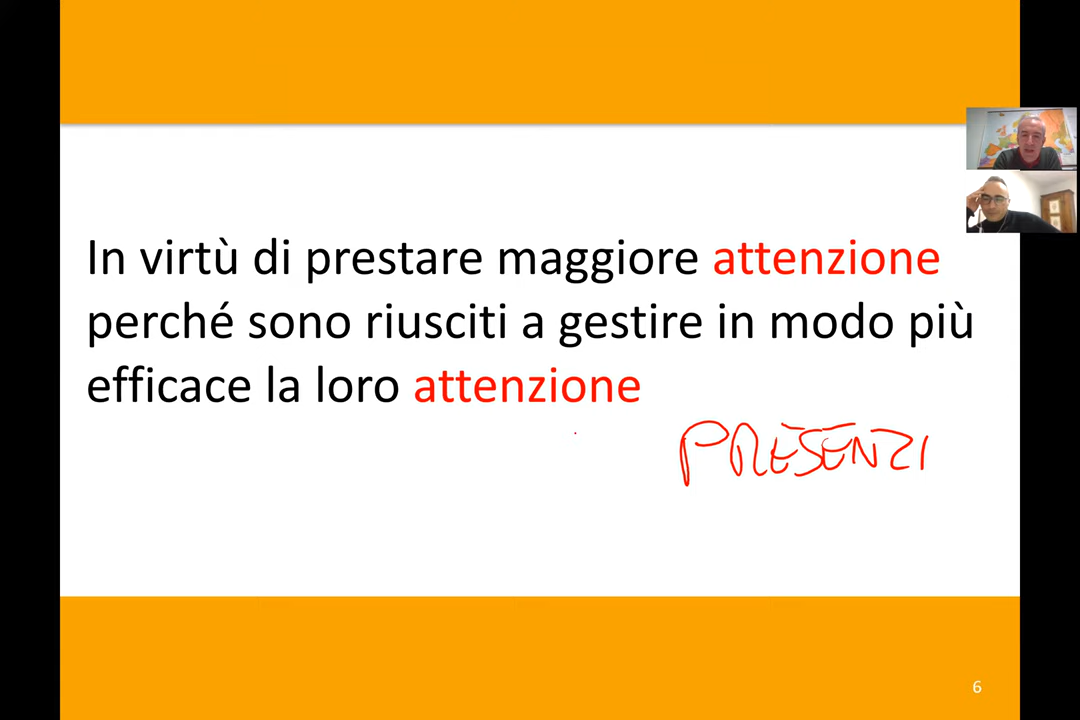 In virtù di prestare maggiore attenzione
perché sono riusciti a gestire in modo più
efficace la loro attenzione
PRESENZI
6